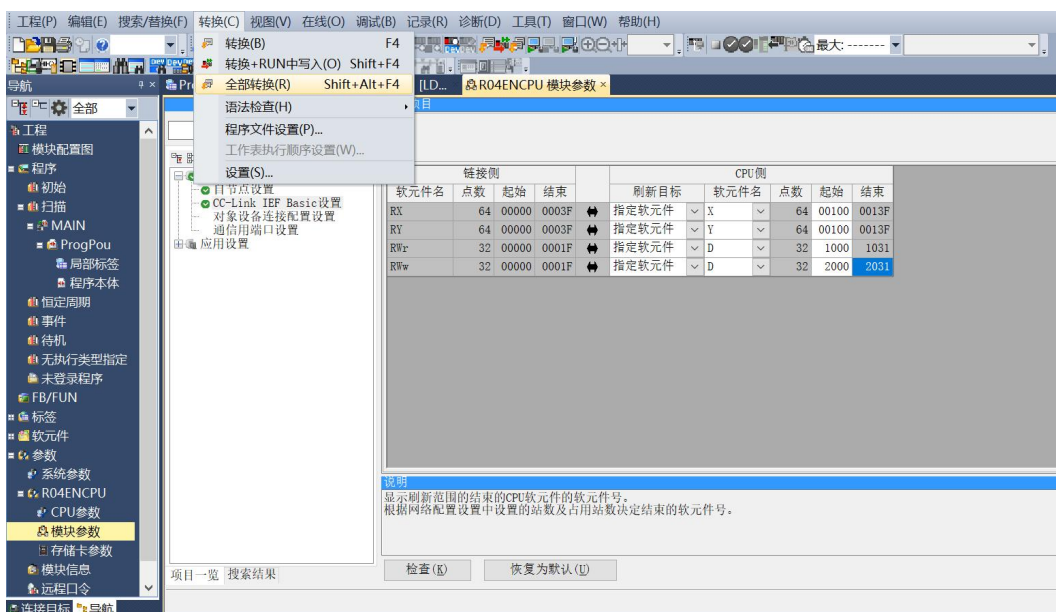 工程(P) 编辑(E) 搜索/替换(F) 转换(C) 视图(V) 在线(O) 调试(B) 记录(R) 诊断(D) 工具(T) 窗口(W) 帮助(H)
转换(B) F4
最大: -------
转换+RUN中写入(O) Shift+F4
导航
全部转换(R) Shift+Alt+F4
[LD...
R04ENCPU 模块参数
全部
语法检查(H)
程序文件设置(P)...
工作表执行顺序设置(W)...
设置(S)...
工程
模块配置图
程序
初始
扫描
MAIN
ProgPou
局部标签
程序本体
恒定周期
事件
待机
无执行类型指定
未登录程序
FB/FUN
标签
软元件
参数
系统参数
R04ENCPU
CPU参数
模块参数
存储卡参数
模块信息
远程口令
连接目标 导航
自节点设置
CC-Link IEF Basic设置
对象设备连接配置设置
通信用端口设置
应用设置
项目一览 搜索结果
链接侧 CPU侧
软元件名 点数 起始 结束 刷新目标 软元件名 点数 起始 结束
RX 64 00000 0003F 指定软元件 X 64 00100 0013F
RY 64 00000 0003F 指定软元件 Y 64 00100 0013F
RWr 32 00000 0001F 指定软元件 D 32 1000 1031
RWw 32 00000 0001F 指定软元件 D 32 2000 2031
说明
显示刷新范围的结束的CPU软元件的软元件号。
根据网络配置设置中设置的站数及占用站数决定结束的软元件号。
检查(K) 恢复为默认(U)